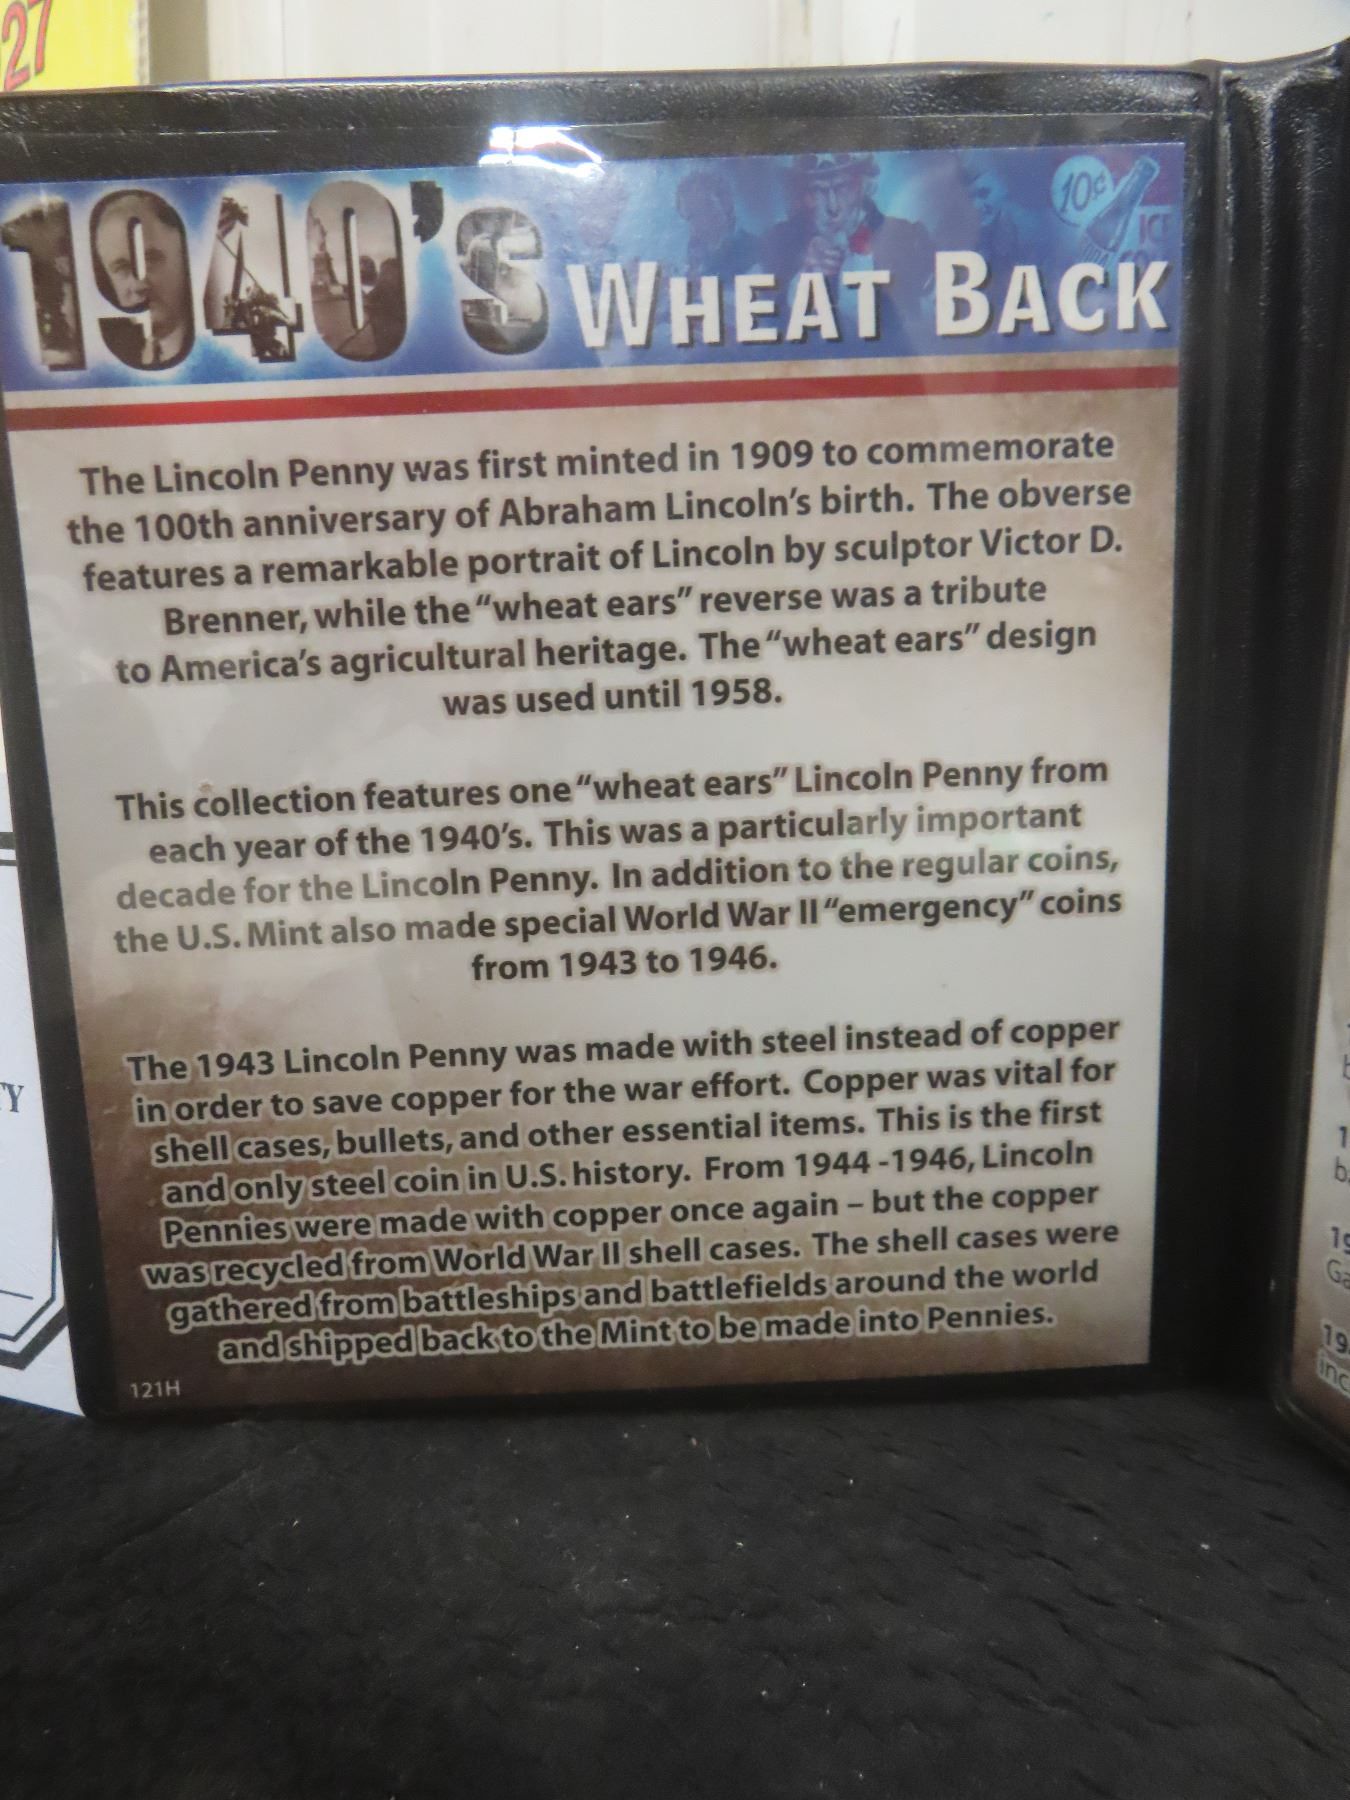 27
1940's WHEAT BACK
10¢
The Lincoln Penny was first minted in 1909 to commemorate
the 100th anniversary of Abraham Lincoln's birth. The obverse
features a remarkable portrait of Lincoln by sculptor Victor D.
Brenner, while the "wheat ears" reverse was a tribute
to America's agricultural heritage. The "wheat ears" design
was used until 1958.
This collection features one "wheat ears" Lincoln Penny from
each year of the 1940's. This was a particularly important
decade for the Lincoln Penny. In addition to the regular coins,
the U.S. Mint also made special World War II "emergency" coins
from 1943 to 1946.
The 1943 Lincoln Penny was made with steel instead of copper
in order to save copper for the war effort. Copper was vital for
shell cases, bullets, and other essential items. This is the first
and only steel coin in U.S. history. From 1944 -1946, Lincoln
Pennies were made with copper once again – but the copper
was recycled from World War II shell cases. The shell cases were
gathered from battleships and battlefields around the world
and shipped back to the Mint to be made into Pennies.
121H
TY